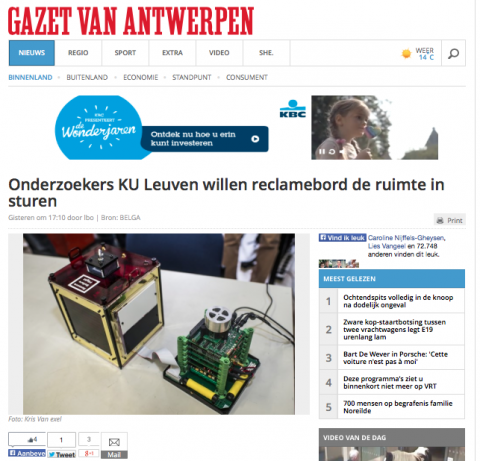 GAZET VAN ANTWERPEN
NIEUWS REGIO SPORT EXTRA VIDEO SHE. WEER
14°C
BINNENLAND BUITENLAND ECONOMIE STANDPUNT CONSUMENT
KBC PRESENTEERT
de Wonderjaren
Ontdek nu hoe u erin
kunt investeren
KBC
Onderzoekers KU Leuven willen reclamebord de ruimte in
sturen
Gisteren om 17:10 door lbo | Bron: BELGA
Print
Vind ik leuk Caroline Nijffels-Gheysen,
Lies Vangeel en 72.748
anderen vinden dit leuk.
MEEST GELEZEN
1 Ochtendspits volledig in de knoop
na dodelijk ongeval
2 Zware kop-staartbotsing tussen
twee vrachtwagens legt E19
urenlang lam
3 Bart De Wever in Porsche: 'Cette
voiture n'est pas à moi'
4 Deze programma's ziet u
binnenkort niet meer op VRT
5 700 mensen op begrafenis familie
Noreilde
Foto: Kris Van exel
4 1 3
Aanbeve Tweet g+1 Mail
VIDEO VAN DE DAG